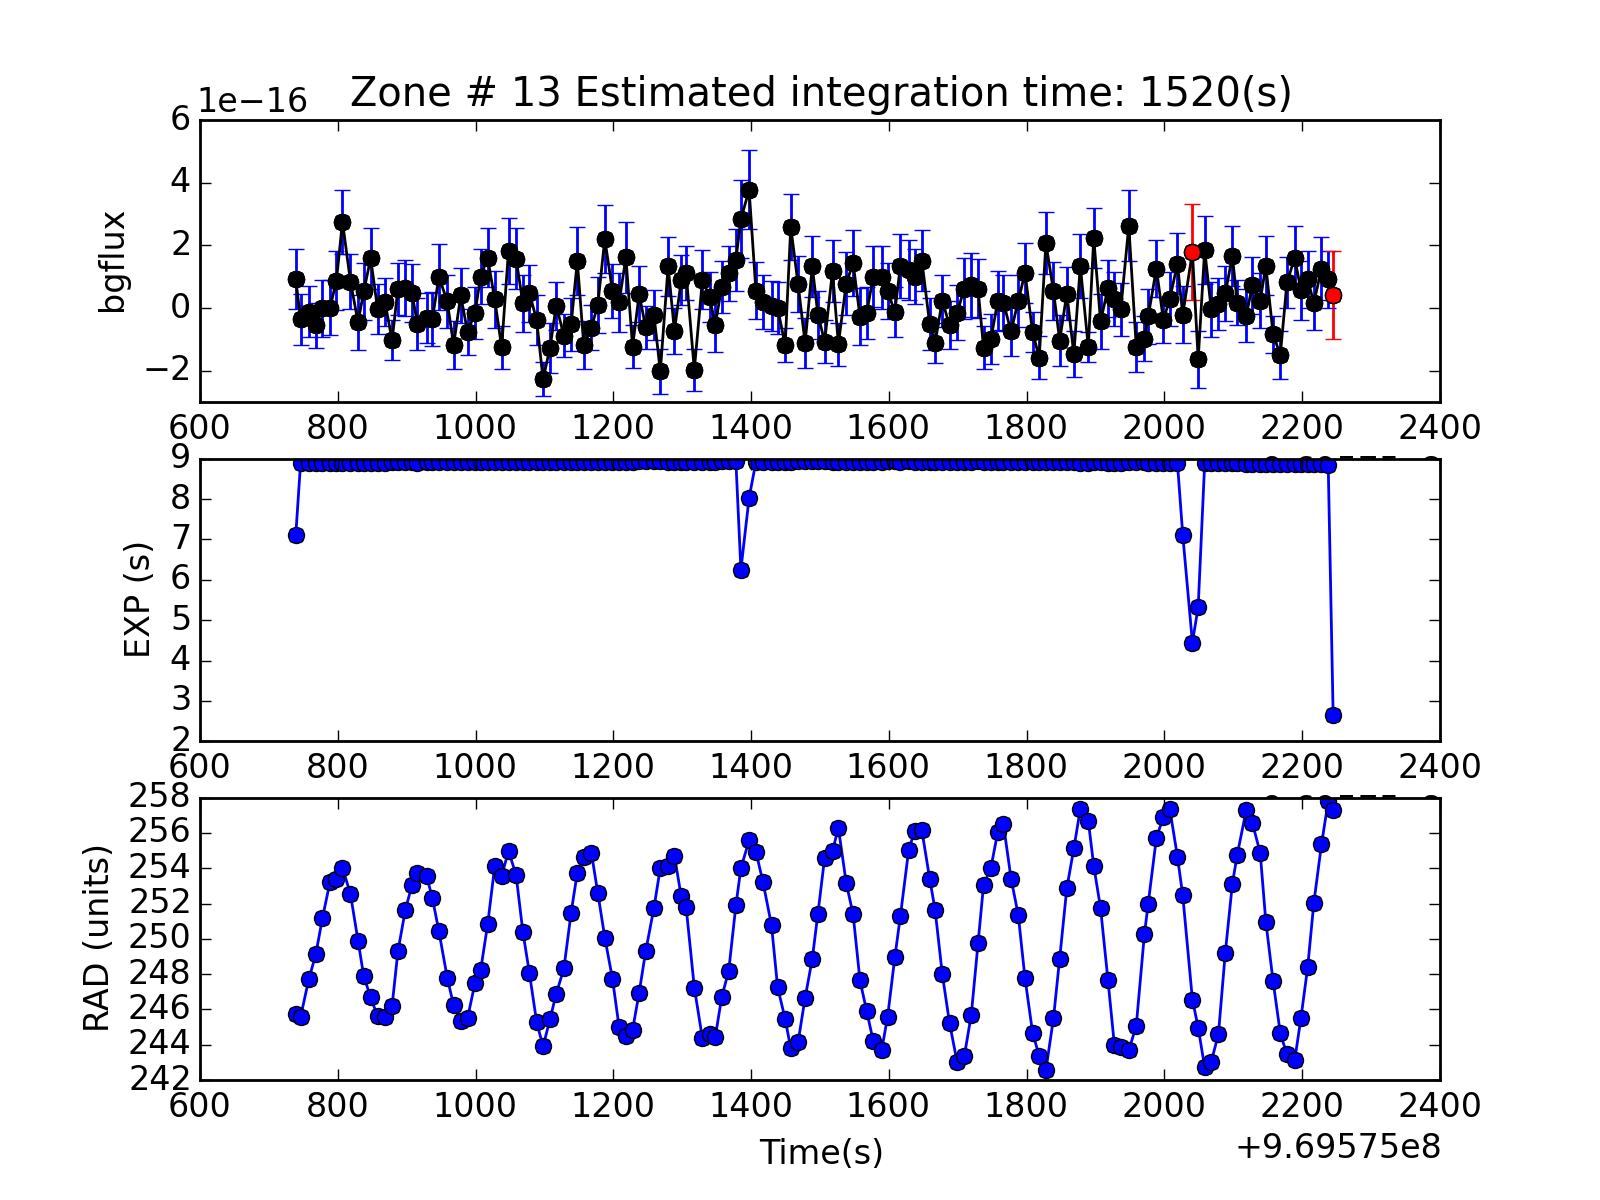 Zone # 13 Estimated integration time: 1520(s)
1e−16
6
4
2
0
−2
bgflux
600 800 1000 1200 1400 1600 1800 2000 2200 2400
9
8
7
6
5
4
3
2
EXP (s)
600 800 1000 1200 1400 1600 1800 2000 2200 2400
258
256
254
252
250
248
246
244
242
RAD (units)
600 800 1000 1200 1400 1600 1800 2000 2200 2400
Time(s)
+9.69575e8